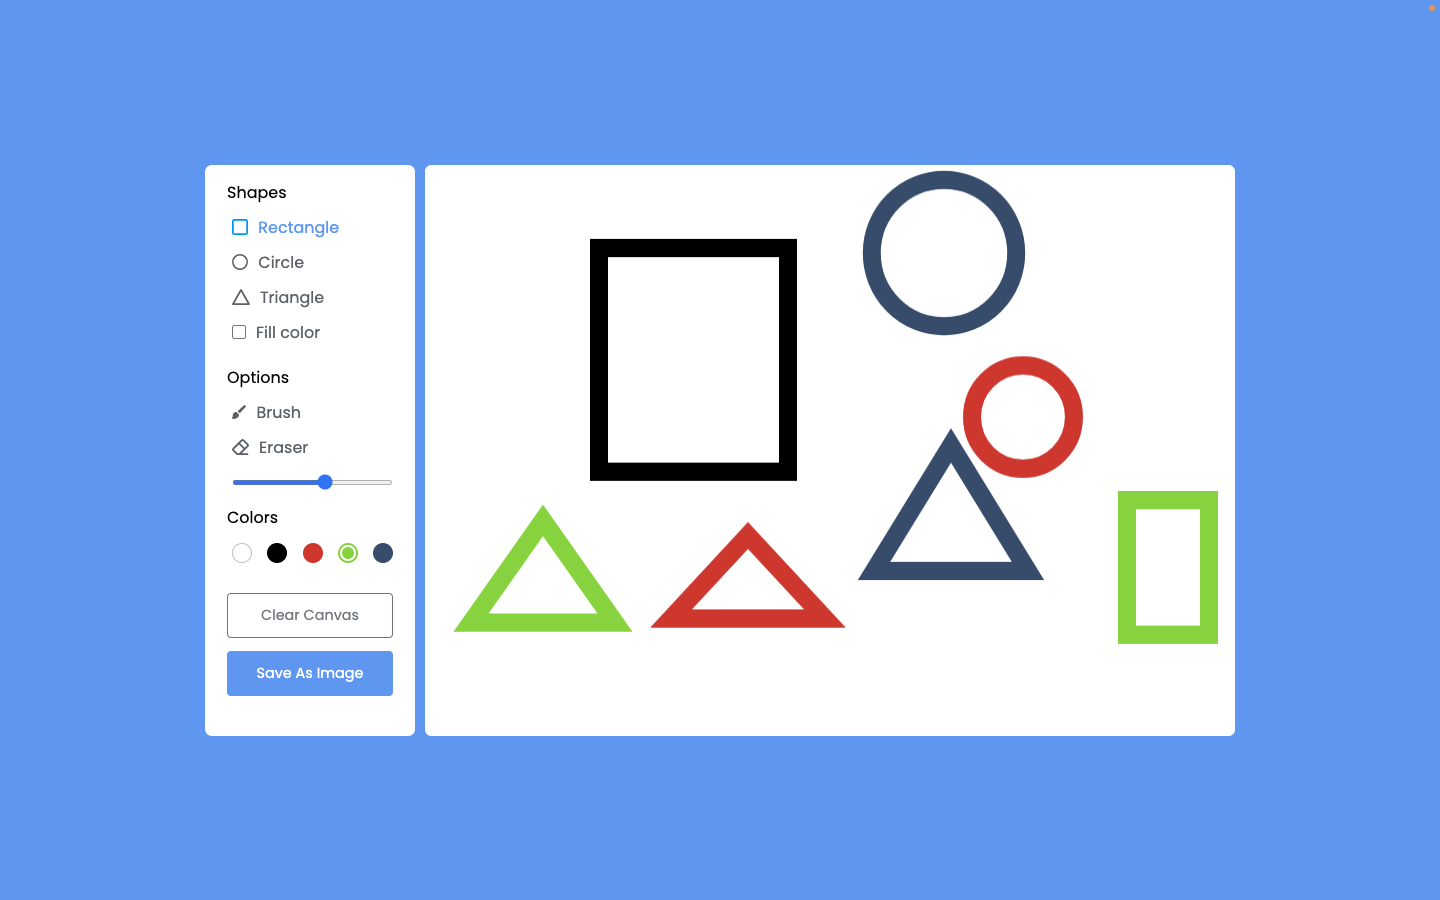 Shapes
Rectangle
Circle
Triangle
Fill color
Options
Brush
Eraser
Colors
Clear Canvas
Save As Image